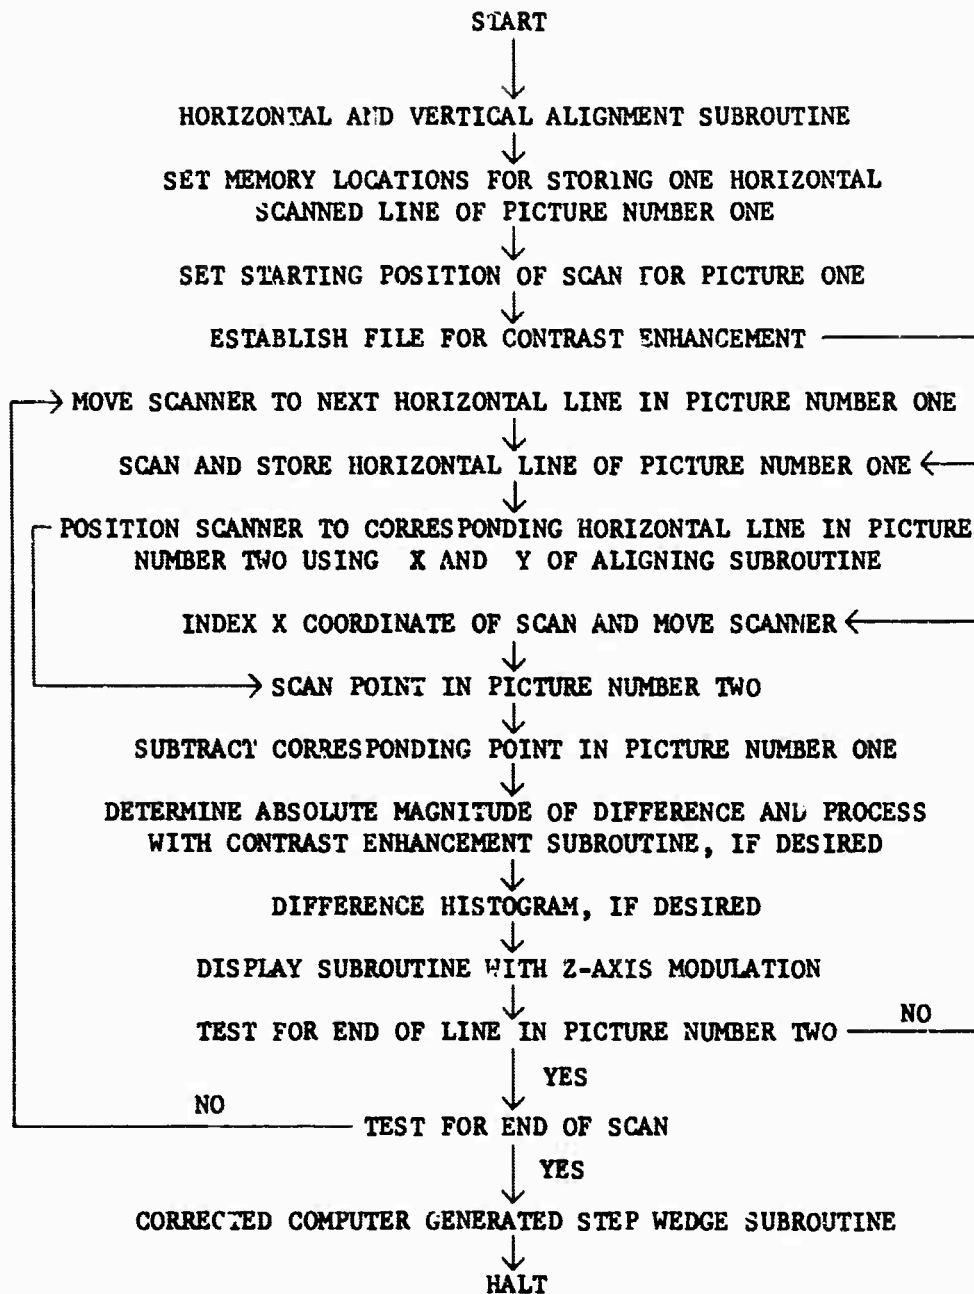 START
HORIZONTAL AND VERTICAL ALIGNMENT SUBROUTINE
SET MEMORY LOCATIONS FOR STORING ONE HORIZONTAL
SCANNED LINE OF PICTURE NUMBER ONE
SET STARTING POSITION OF SCAN FOR PICTURE ONE
ESTABLISH FILE FOR CONTRAST ENHANCEMENT
MOVE SCANNER TO NEXT HORIZONTAL LINE IN PICTURE NUMBER ONE
SCAN AND STORE HORIZONTAL LINE OF PICTURE NUMBER ONE
POSITION SCANNER TO CORRESPONDING HORIZONTAL LINE IN PICTURE
NUMBER TWO USING X AND Y OF ALIGNING SUBROUTINE
INDEX X COORDINATE OF SCAN AND MOVE SCANNER
SCAN POINT IN PICTURE NUMBER TWO
SUBTRACT CORRESPONDING POINT IN PICTURE NUMBER ONE
DETERMINE ABSOLUTE MAGNITUDE OF DIFFERENCE AND PROCESS
WITH CONTRAST ENHANCEMENT SUBROUTINE, IF DESIRED
DIFFERENCE HISTOGRAM, IF DESIRED
DISPLAY SUBROUTINE WITH Z-AXIS MODULATION
TEST FOR END OF LINE IN PICTURE NUMBER TWO NO
YES
NO
TEST FOR END OF SCAN
YES
CORRECTED COMPUTER GENERATED STEP WEDGE SUBROUTINE
HALT